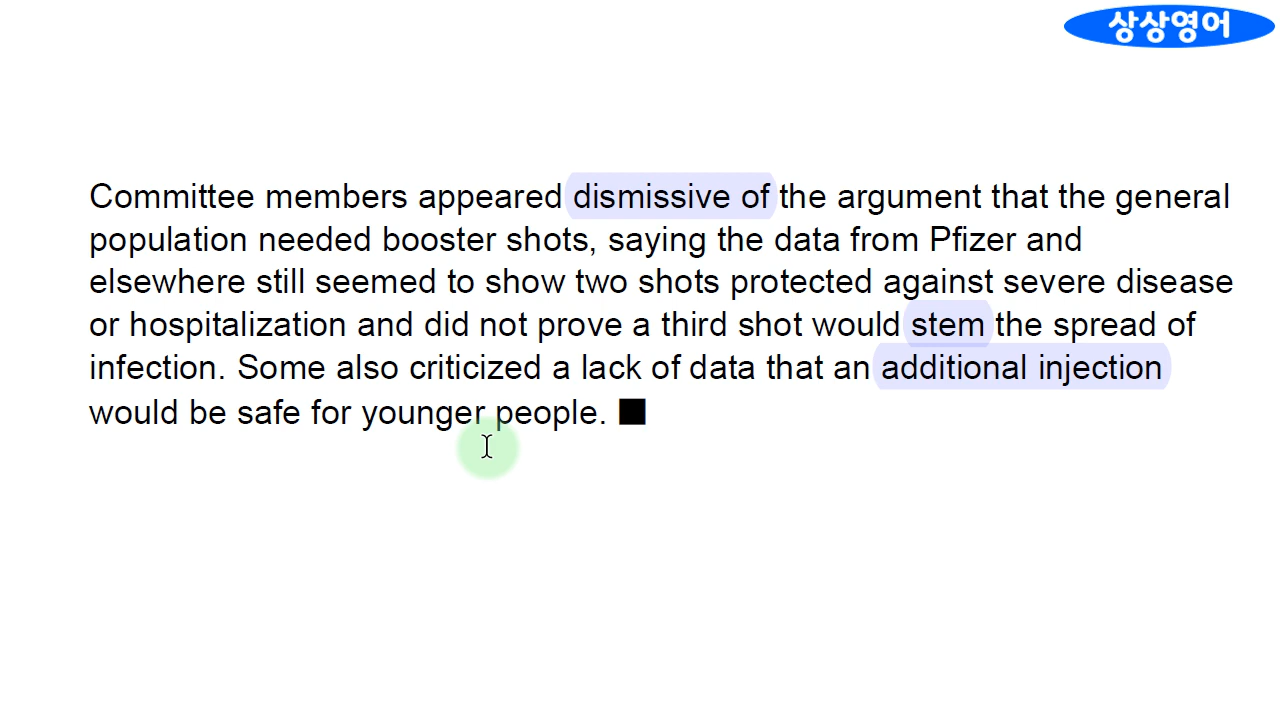 상상영어
Committee members appeared dismissive of the argument that the general
population needed booster shots, saying the data from Pfizer and
elsewhere still seemed to show two shots protected against severe disease
or hospitalization and did not prove a third shot would stem the spread of
infection. Some also criticized a lack of data that an additional injection
would be safe for younger people. ■